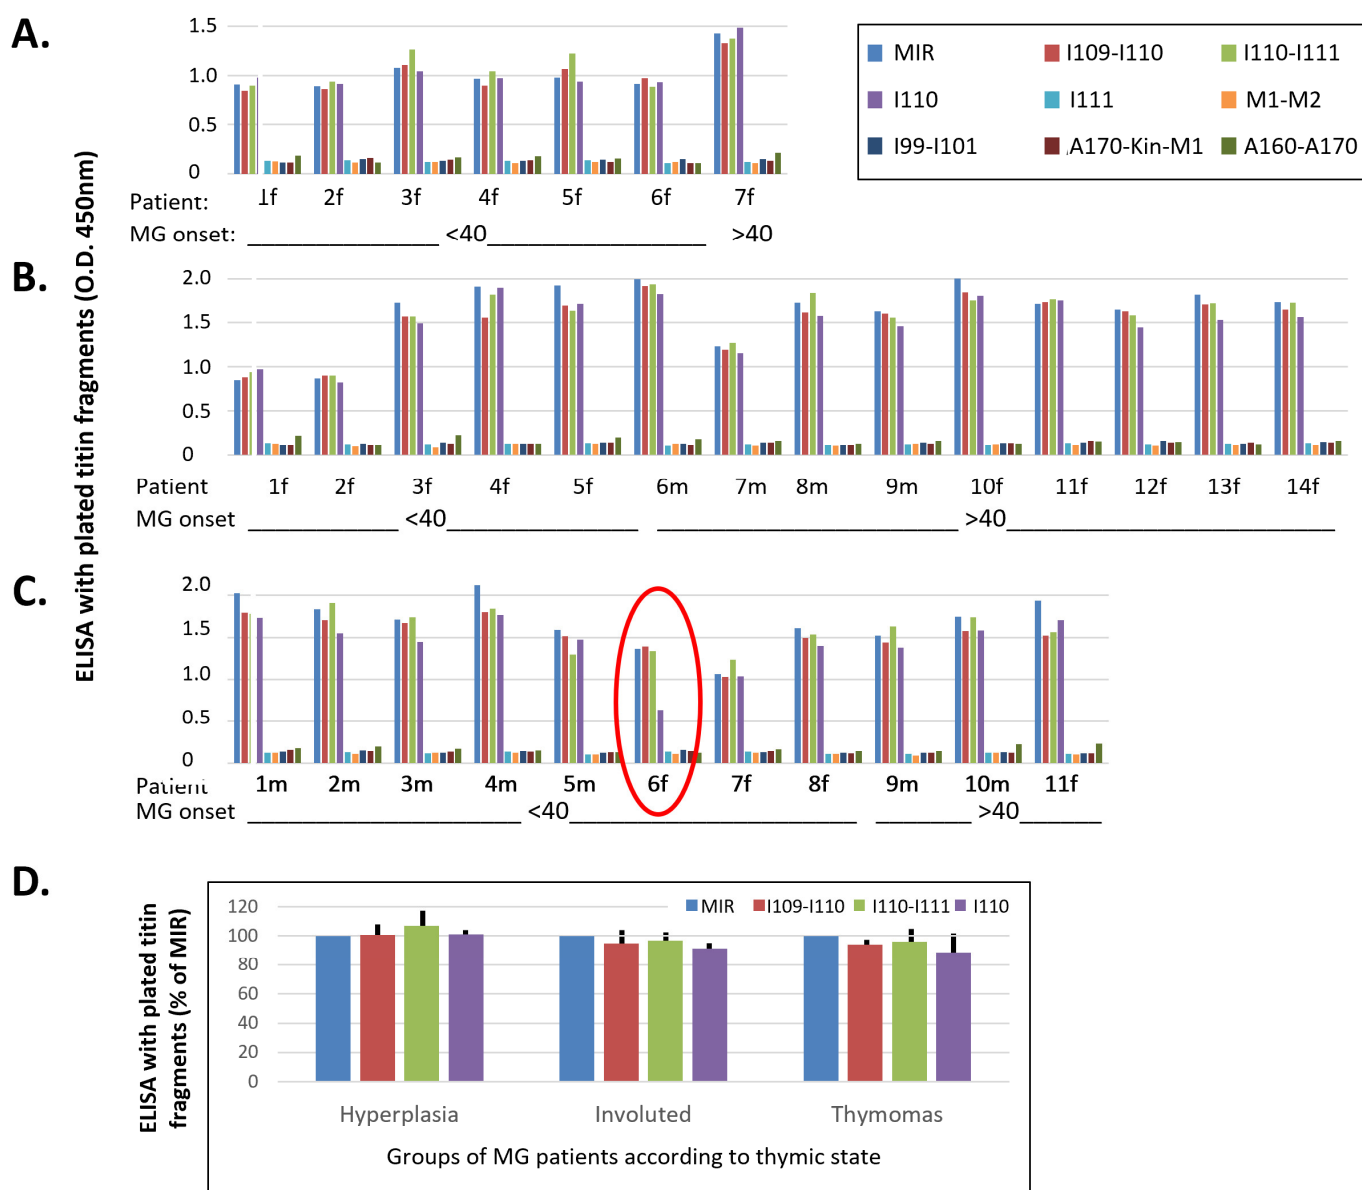 A.
1.5
1.0
0.5
0
Patient: 1f 2f 3f 4f 5f 6f 7f
MG onset: <40 >40
MIR I109-I110 I110-I111
I110 I111 M1-M2
I99-I101 A170-Kin-M1 A160-A170
ELISA with plated titin fragments (O.D. 450nm)
B.
2.0
1.5
1.0
0.5
0
Patient 1f 2f 3f 4f 5f 6m 7m 8m 9m 10f 11f 12f 13f 14f
MG onset <40 >40
C.
2.0
1.5
1.0
0.5
0
Patient 1m 2m 3m 4m 5m 6f 7f 8f 9m 10m 11f
MG onset <40 >40
D.
ELISA with plated titin
fragments (% of MIR)
MIR I109-I110 I110-I111 I110
120
100
80
60
40
20
0
Hyperplasia Involuted Thymomas
Groups of MG patients according to thymic state